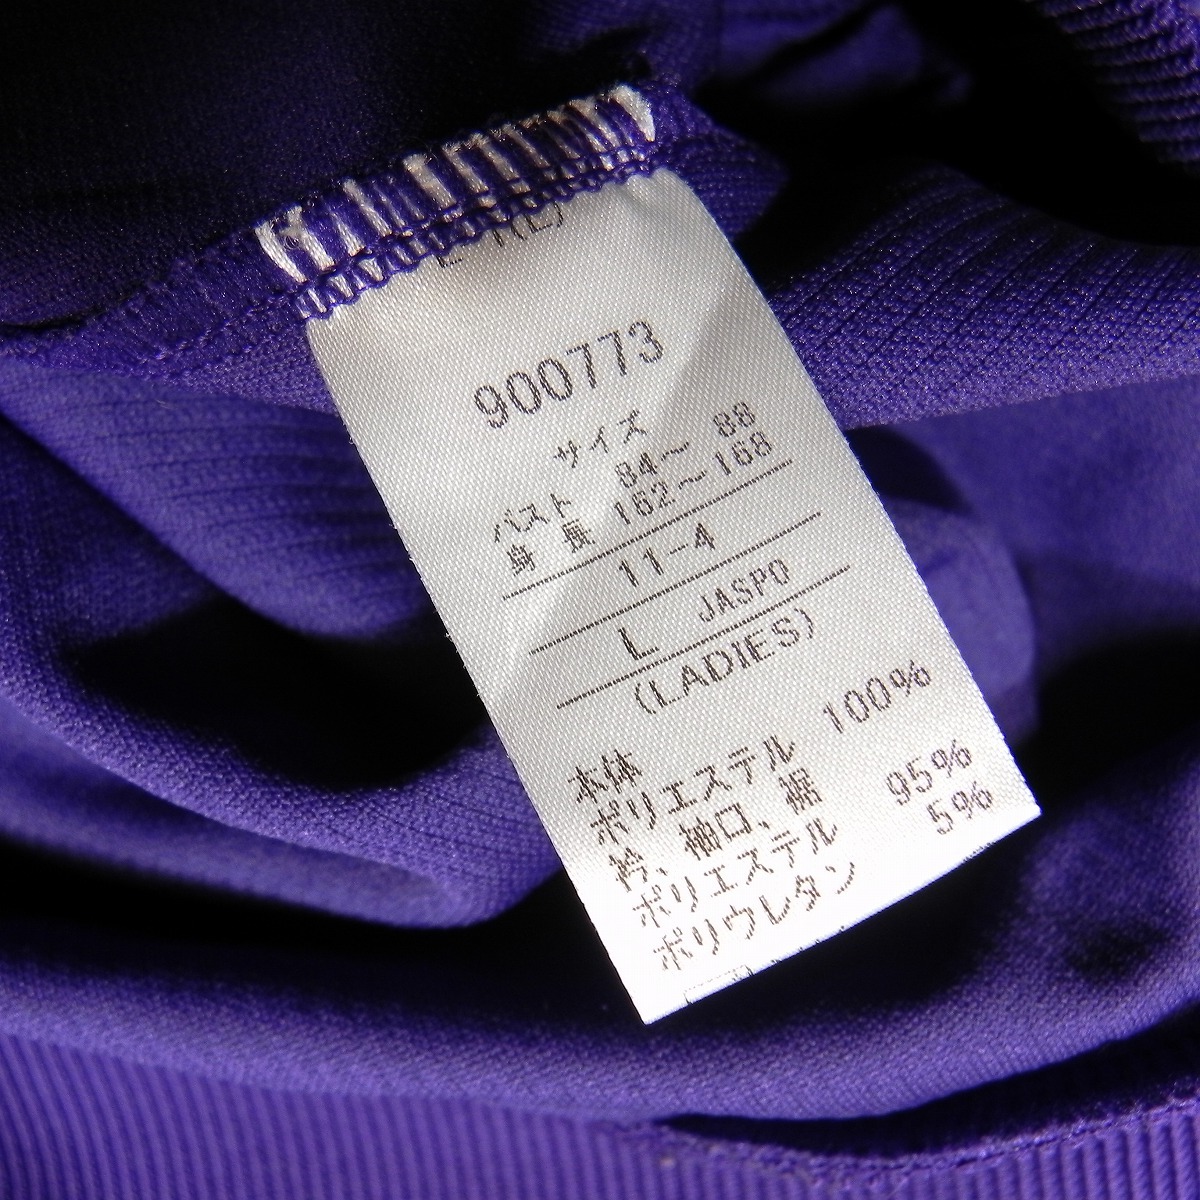 900773
サイズ
バスト 84～ 88
身長 162～168
11-4
L JASPO
(LADIES)
本体
ポリエステル 100%
衿、袖口、裾
ポリエステル 95%
ポリウレタン 5%